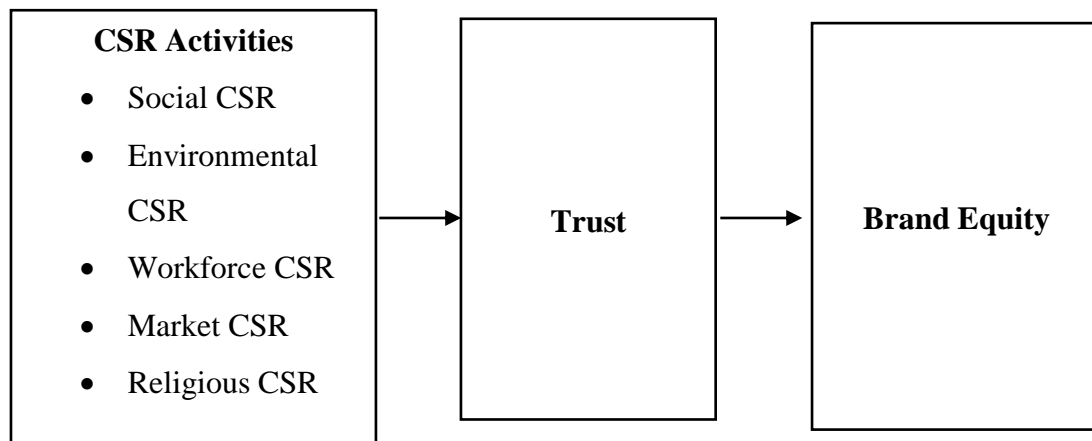 CSR Activities
• Social CSR
• Environmental
CSR
• Workforce CSR
• Market CSR
• Religious CSR
Trust
Brand Equity